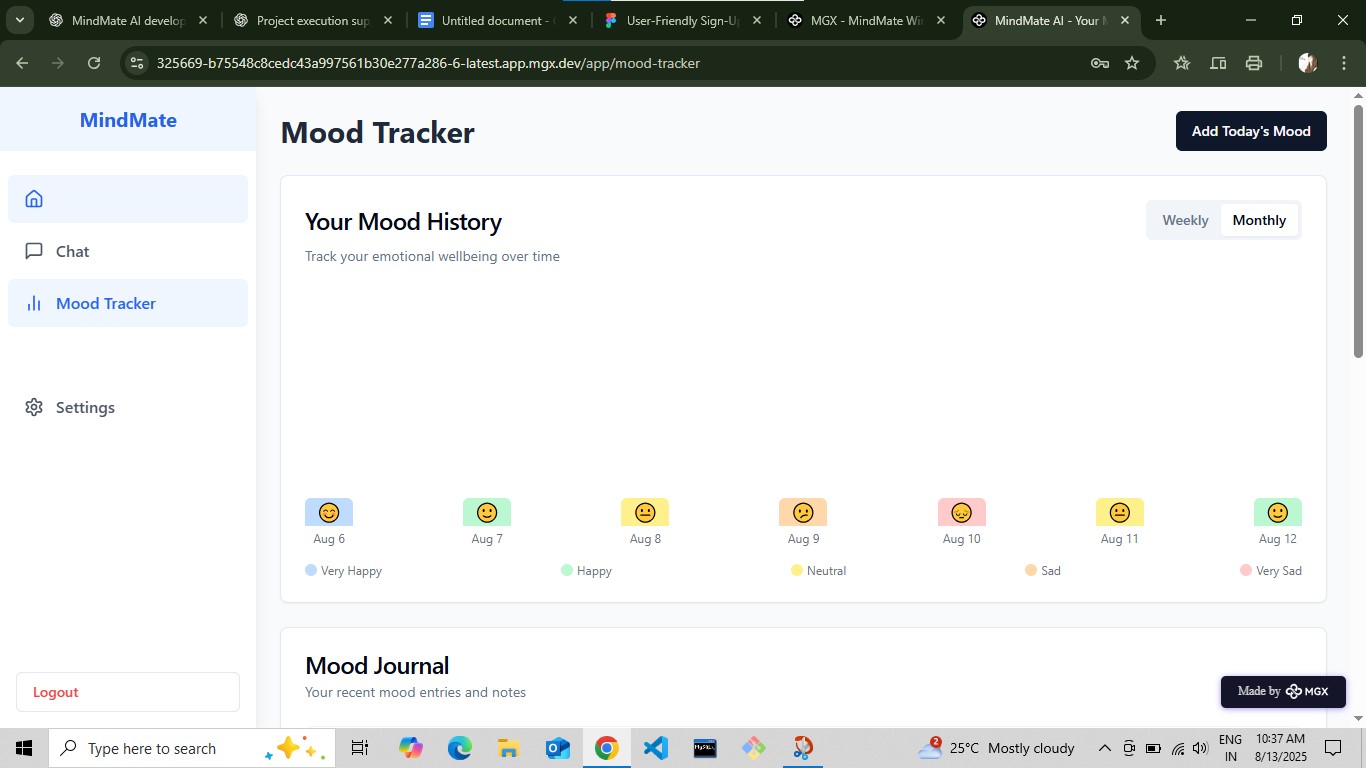 MindMate AI develop
Project execution sup
Untitled document - G
User-Friendly Sign-Up
MGX - MindMate Wir
MindMate AI - Your M
325669-b75548c8cedc43a997561b30e277a286-6-latest.app.mgx.dev/app/mood-tracker
MindMate
Chat
Mood Tracker
Settings
Logout
Mood Tracker
Add Today's Mood
Your Mood History
Weekly Monthly
Track your emotional wellbeing over time
Aug 6 Aug 7 Aug 8 Aug 9 Aug 10 Aug 11 Aug 12
Very Happy Happy Neutral Sad Very Sad
Mood Journal
Your recent mood entries and notes
Made by MGX
Type here to search
2
25°C Mostly cloudy
ENG
IN
10:37 AM
8/13/2025